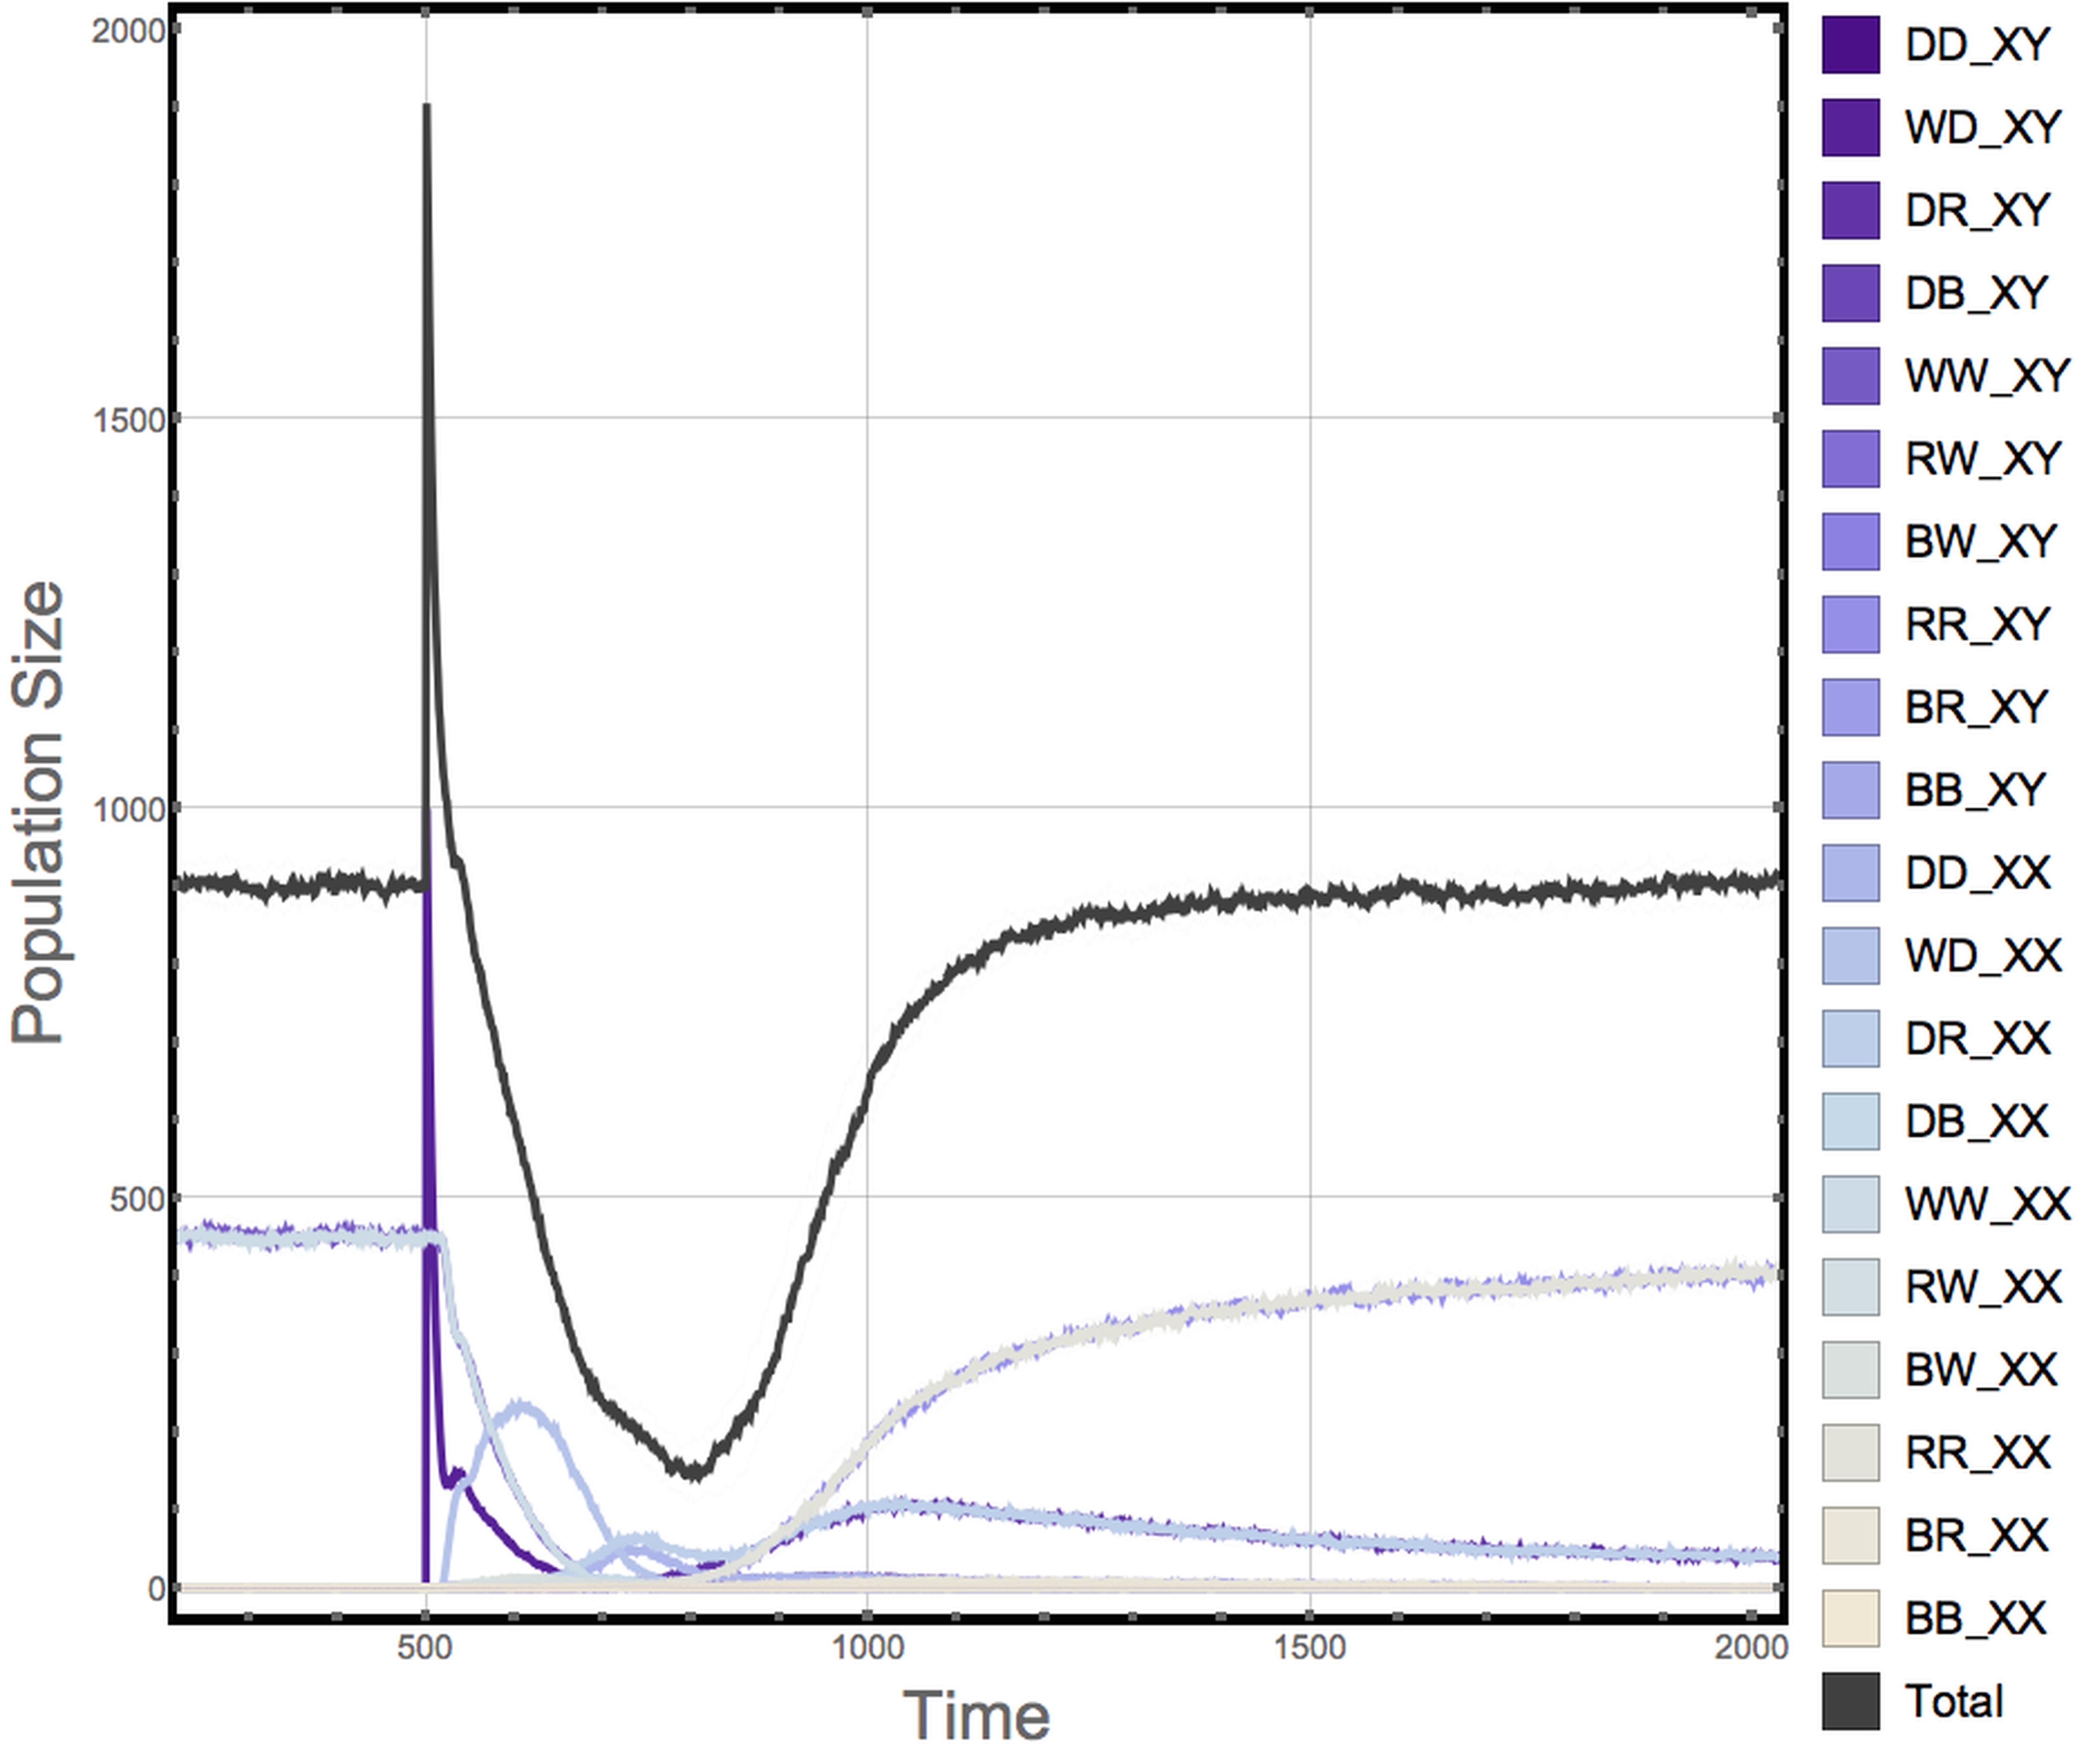 Population Size
2000
1500
1000
500
0
500
1000
1500
2000
Time
DD_XY
WD_XY
DR_XY
DB_XY
WW_XY
RW_XY
BW_XY
RR_XY
BR_XY
BB_XY
DD_XX
WD_XX
DR_XX
DB_XX
WW_XX
RW_XX
BW_XX
RR_XX
BR_XX
BB_XX
Total